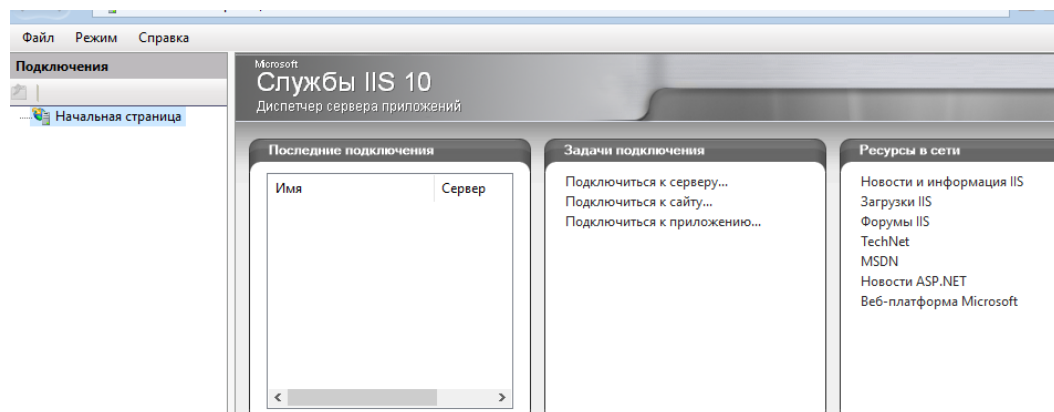 Файл Режим Справка
Подключения
Начальная страница
Microsoft
Службы IIS 10
Диспетчер сервера приложений
Последние подключения
Имя Сервер
Задачи подключения
Подключиться к серверу...
Подключиться к сайту...
Подключиться к приложению...
Ресурсы в сети
Новости и информация IIS
Загрузки IIS
Форумы IIS
TechNet
MSDN
Новости ASP.NET
Веб-платформа Microsoft